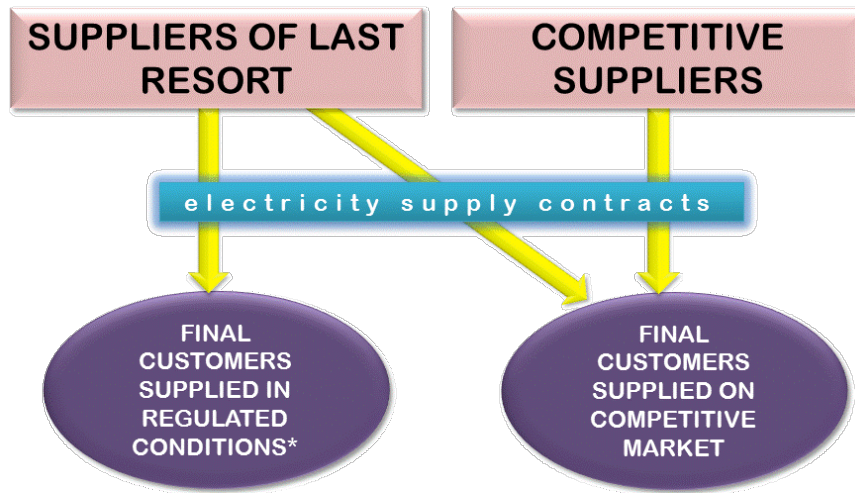 SUPPLIERS OF LAST
RESORT
COMPETITIVE
SUPPLIERS
electricity supply contracts
FINAL
CUSTOMERS
SUPPLIED IN
REGULATED
CONDITIONS*
FINAL
CUSTOMERS
SUPPLIED ON
COMPETITIVE
MARKET